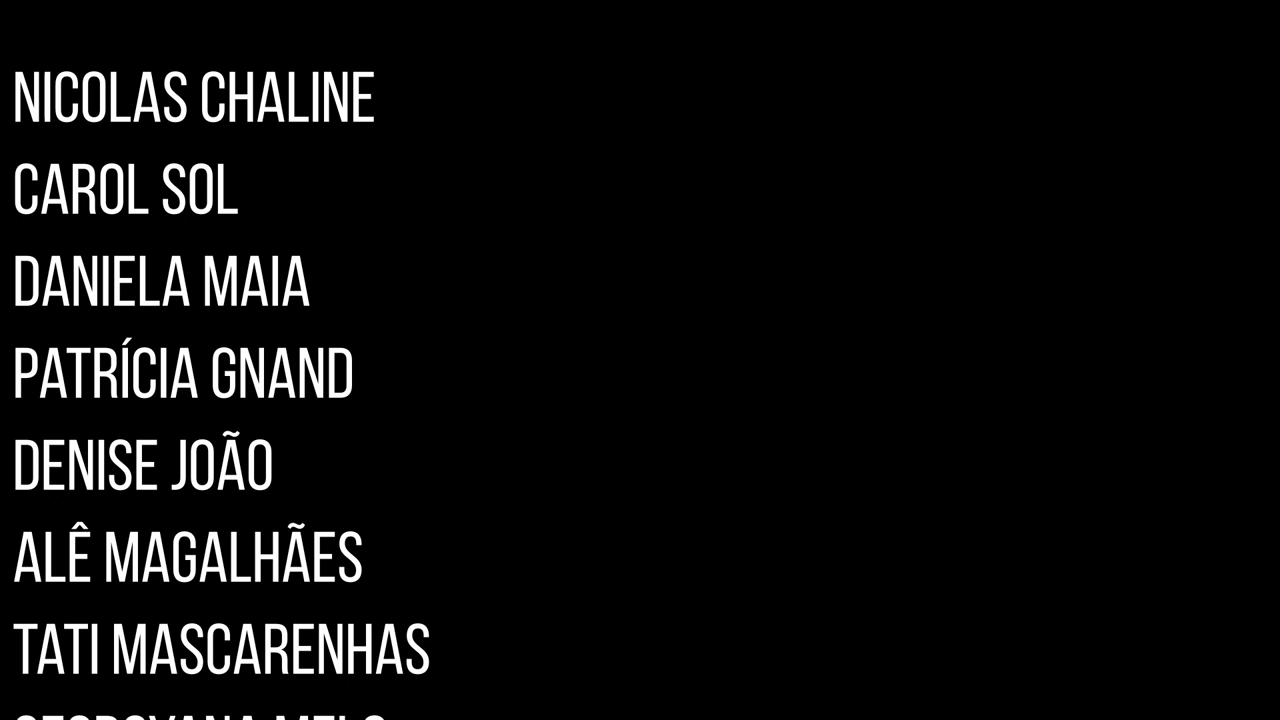 NICOLAS CHALINE
CAROL SOL
DANIELA MAIA
PATRÍCIA GNAND
DENISE JOÃO
ALÊ MAGALHÃES
TATI MASCARENHAS